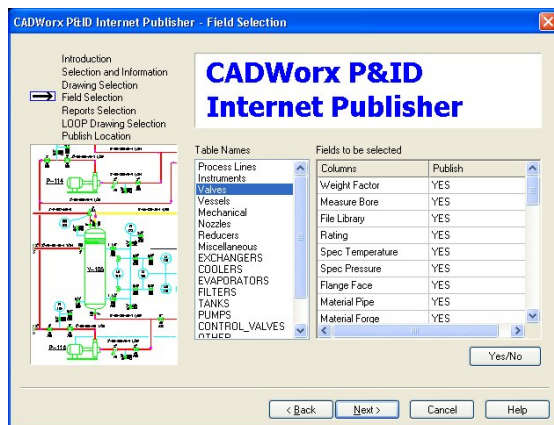 CADWorx P&ID Internet Publisher - Field Selection
Introduction
Selection and Information
Drawing Selection
Field Selection
Reports Selection
LOOP Drawing Selection
Publish Location
CADWorx P&ID
Internet Publisher
Table Names
Process Lines
Instruments
Valves
Vessels
Mechanical
Nozzles
Reducers
Miscellaneous
EXCHANGERS
COOLERS
EVAPORATORS
FILTERS
TANKS
PUMPS
CONTROL_VALVES
OTHER
Fields to be selected
Columns Publish
Weight Factor YES
Measure Bore YES
File Library YES
Rating YES
Spec Temperature YES
Spec Pressure YES
Flange Face YES
Material Pipe YES
Material Forge YES
Yes/No
P-114
V-100
< Back
Next >
Cancel
Help